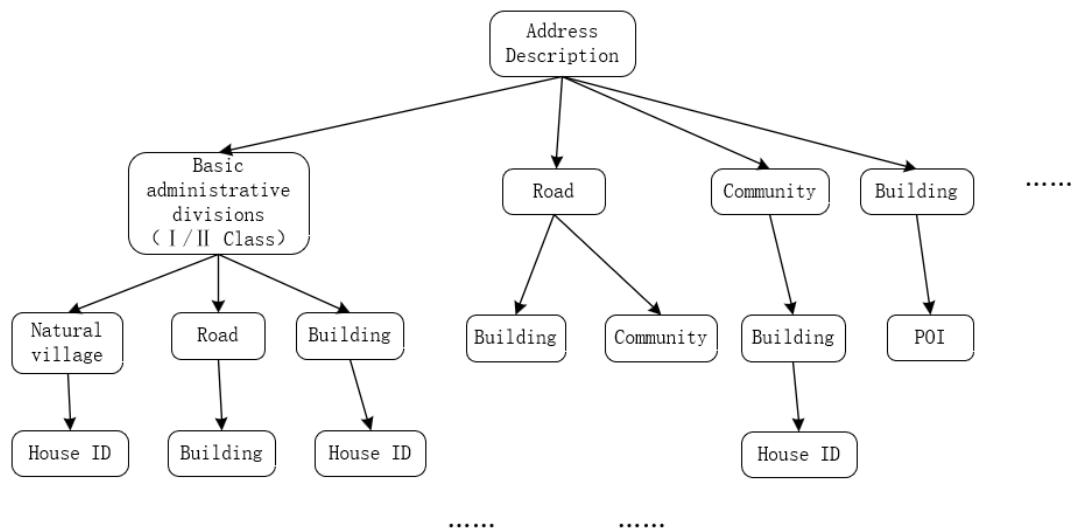 Address
Description
Basic
administrative
divisions
(Ⅰ/Ⅱ Class)
Road
Community
Building
……
Natural
village
Road
Building
Building
Community
Building
POI
House ID
Building
House ID
House ID
…… ……